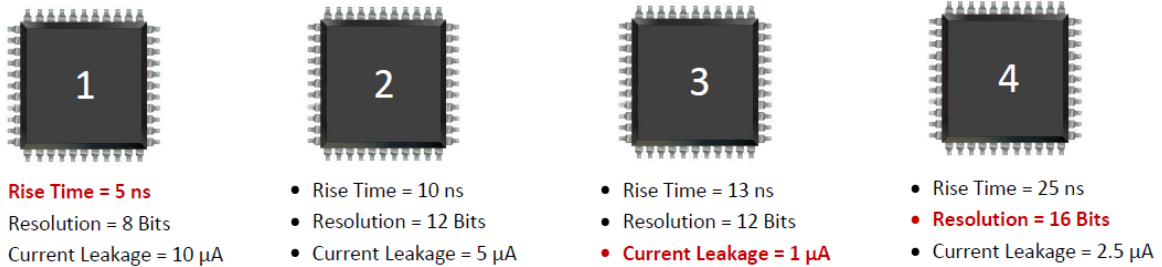 1
2
3
4
Rise Time = 5 ns
Resolution = 8 Bits
Current Leakage = 10 µA
• Rise Time = 10 ns
• Resolution = 12 Bits
• Current Leakage = 5 µA
• Rise Time = 13 ns
• Resolution = 12 Bits
• Current Leakage = 1 µA
• Rise Time = 25 ns
• Resolution = 16 Bits
• Current Leakage = 2.5 µA